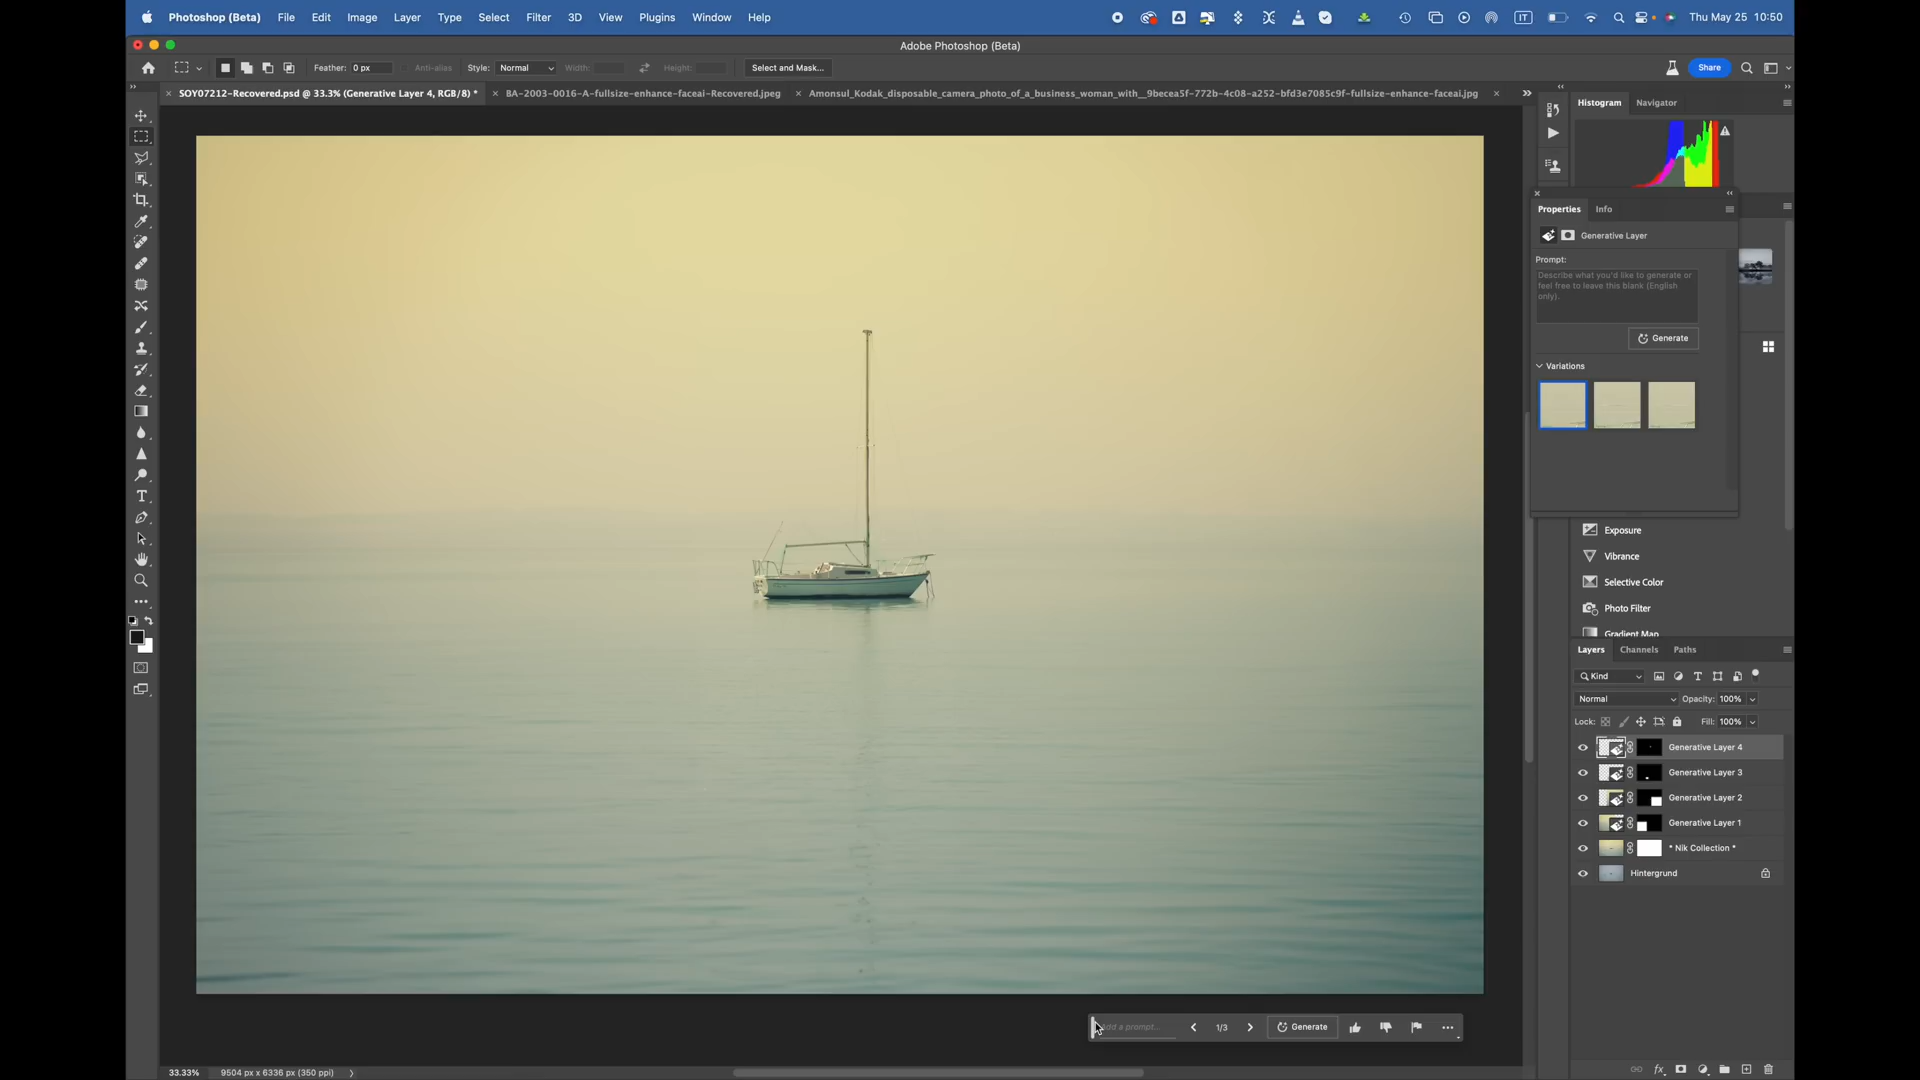 Photoshop (Beta) File Edit Image Layer Type Select Filter 3D View Plugins Window Help IT Thu May 25 10:50
Adobe Photoshop (Beta)
Feather: 0 px Anti-alias Style: Normal Width: Height: Select and Mask... Share
SOY07212-Recovered.psd @ 33.3% (Generative Layer 4, RGB/8) * BA-2003-0016-A-fullsize-enhance-faceai-Recovered.jpeg Amonsul_Kodak_disposable_camera_photo_of_a_business_woman_with__9becea5f-772b-4c08-a252-bfd3e7085c9f-fullsize-enhance-faceai.jpg
Histogram Navigator
Properties Info
Generative Layer
Prompt:
Describe what you'd like to generate or
feel free to leave this blank (English
only).
Generate
Variations
Exposure
Vibrance
Selective Color
Photo Filter
Gradient Map
Layers Channels Paths
Kind
Normal Opacity: 100%
Lock: Fill: 100%
Generative Layer 4
Generative Layer 3
Generative Layer 2
Generative Layer 1
* Nik Collection *
Hintergrund
Add a prompt... 1/3 Generate
33.33% 9504 px x 6336 px (350 ppi)